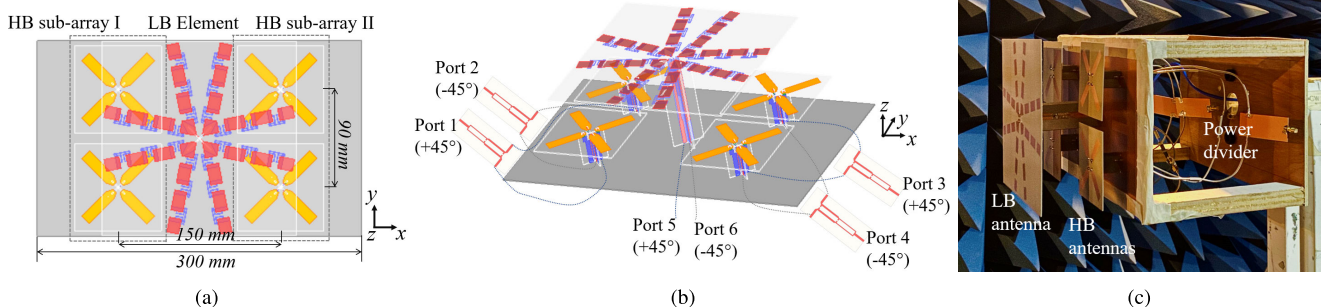 HB sub-array I
LB Element
HB sub-array II
90 mm
150 mm
300 mm
y
z
x
(a)
Port 2
(-45°)
Port 1
(+45°)
z
y
x
Port 3
(+45°)
Port 5
(+45°)
Port 6
(-45°)
Port 4
(-45°)
(b)
Power
divider
LB
antenna
HB
antennas
(c)